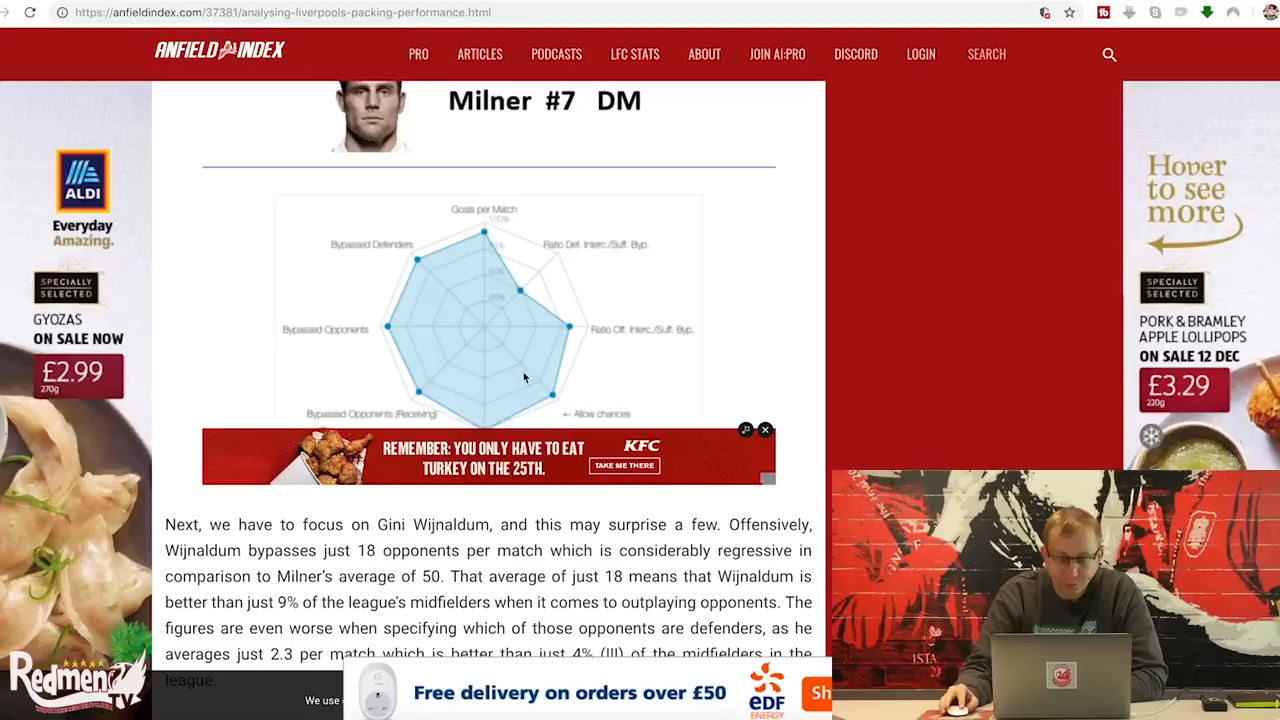 https://anfieldindex.com/37381/analysing-liverpools-packing-performance.html
ANFIELD INDEX
PRO
ARTICLES
PODCASTS
LFC STATS
ABOUT
JOIN AI:PRO
DISCORD
LOGIN
SEARCH
Milner #7 DM
Goals per Match
100%
Bypassed Defenders
Ratio Def. Interc./Suff. Byp.
Bypassed Opponents
Ratio Off. Interc./Suff. Byp.
Bypassed Opponents (Receiving)
← Allow chances
REMEMBER: YOU ONLY HAVE TO EAT
TURKEY ON THE 25TH.
KFC
TAKE ME THERE
Next, we have to focus on Gini Wijnaldum, and this may surprise a few. Offensively,
Wijnaldum bypasses just 18 opponents per match which is considerably regressive in
comparison to Milner's average of 50. That average of just 18 means that Wijnaldum is
better than just 9% of the league's midfielders when it comes to outplaying opponents. The
figures are even worse when specifying which of those opponents are defenders, as he
averages just 2.3 per match which is better than just 4% (!!!) of the midfielders in the
league.
We use
Free delivery on orders over £50
EDF
ENERGY
Sh
ALDI
Everyday
Amazing.
SPECIALLY
SELECTED
GYOZAS
ON SALE NOW
£2.99
270g
Hover
to see
more
SPECIALLY
SELECTED
PORK & BRAMLEY
APPLE LOLLIPOPS
ON SALE 12 DEC
£3.29
220g
Redmen TV
ISTA